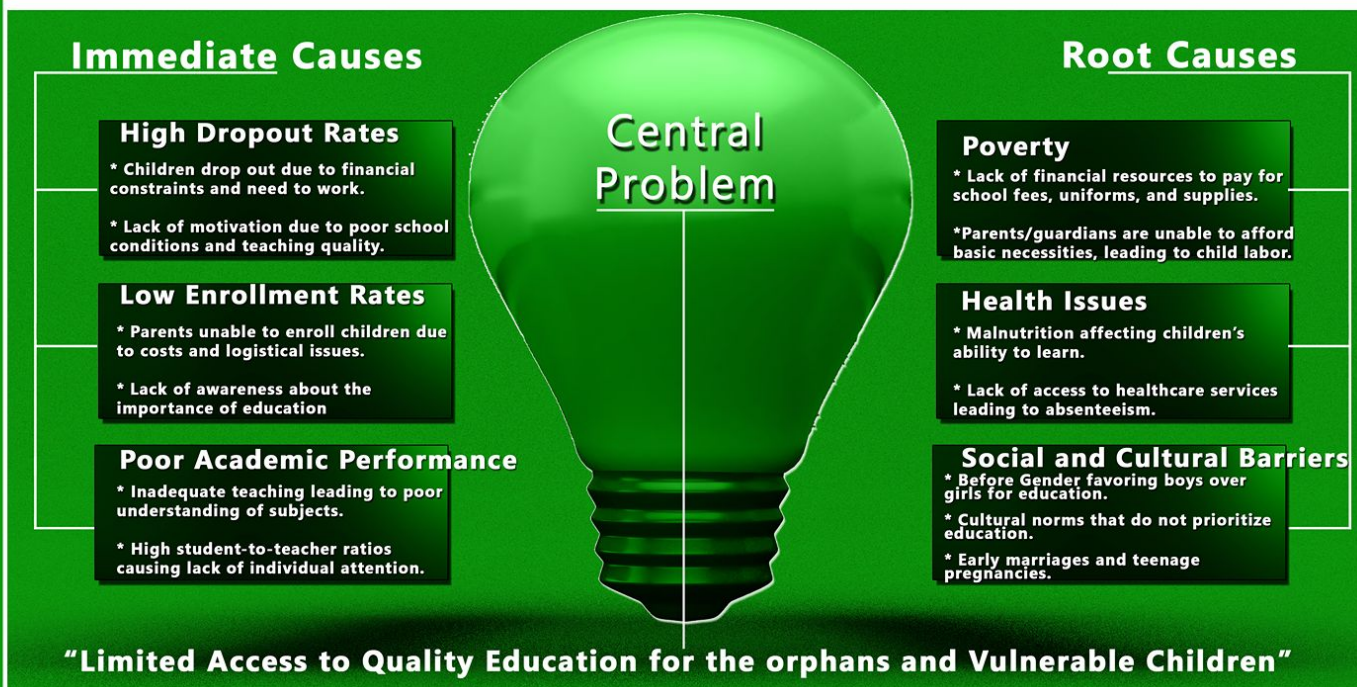 Immediate Causes
High Dropout Rates
* Children drop out due to financial
constraints and need to work.
* Lack of motivation due to poor school
conditions and teaching quality.
Low Enrollment Rates
* Parents unable to enroll children due
to costs and logistical issues.
* Lack of awareness about the
importance of education
Poor Academic Performance
* Inadequate teaching leading to poor
understanding of subjects.
* High student-to-teacher ratios
causing lack of individual attention.
Central
Problem
Root Causes
Poverty
* Lack of financial resources to pay for
school fees, uniforms, and supplies.
*Parents/guardians are unable to afford
basic necessities, leading to child labor.
Health Issues
* Malnutrition affecting children’s
ability to learn.
* Lack of access to healthcare services
leading to absenteeism.
Social and Cultural Barriers
* Before Gender favoring boys over
girls for education.
* Cultural norms that do not prioritize
education.
* Early marriages and teenage
pregnancies.
“Limited Access to Quality Education for the orphans and Vulnerable Children”